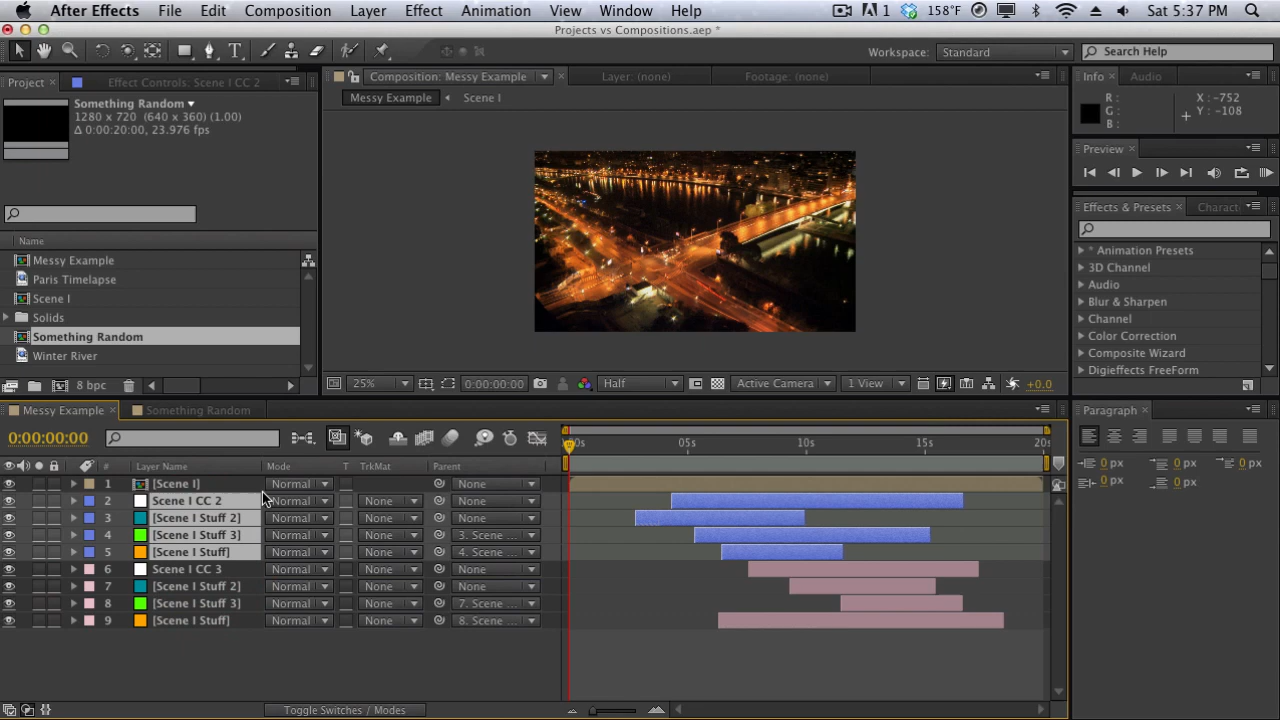 After Effects File Edit Composition Layer Effect Animation View Window Help 1 158°F Sat 5:37 PM
Projects vs Compositions.aep *
Workspace: Standard Search Help
Project Effect Controls: Scene I CC 2 Composition: Messy Example Layer: (none) Footage: (none) Info Audio
Something Random
1280 x 720 (640 x 360) (1.00)
Δ 0:00:20:00, 23.976 fps
Messy Example Scene I
R : X : -752
G : Y : -108
B :
Preview
Effects & Presets Charact
Name
Messy Example
Paris Timelapse
Scene I
Solids
Something Random
Winter River
* Animation Presets
3D Channel
Audio
Blur & Sharpen
Channel
Color Correction
Composite Wizard
Digieffects FreeForm
8 bpc 25% 0:00:00:00 Half Active Camera 1 View +0.0
Messy Example Something Random Paragraph
0:00:00:00 05s 10s 15s 20s
# Layer Name Mode T TrkMat Parent
1 [Scene I] Normal None
2 Scene I CC 2 Normal None None
3 [Scene I Stuff 2] Normal None None
4 [Scene I Stuff 3] Normal None 3. Scene ...
5 [Scene I Stuff] Normal None 4. Scene ...
6 Scene I CC 3 Normal None None
7 [Scene I Stuff 2] Normal None None
8 [Scene I Stuff 3] Normal None 7. Scene ...
9 [Scene I Stuff] Normal None 8. Scene ...
0 px 0 px 0 px
0 px 0 px
Toggle Switches / Modes